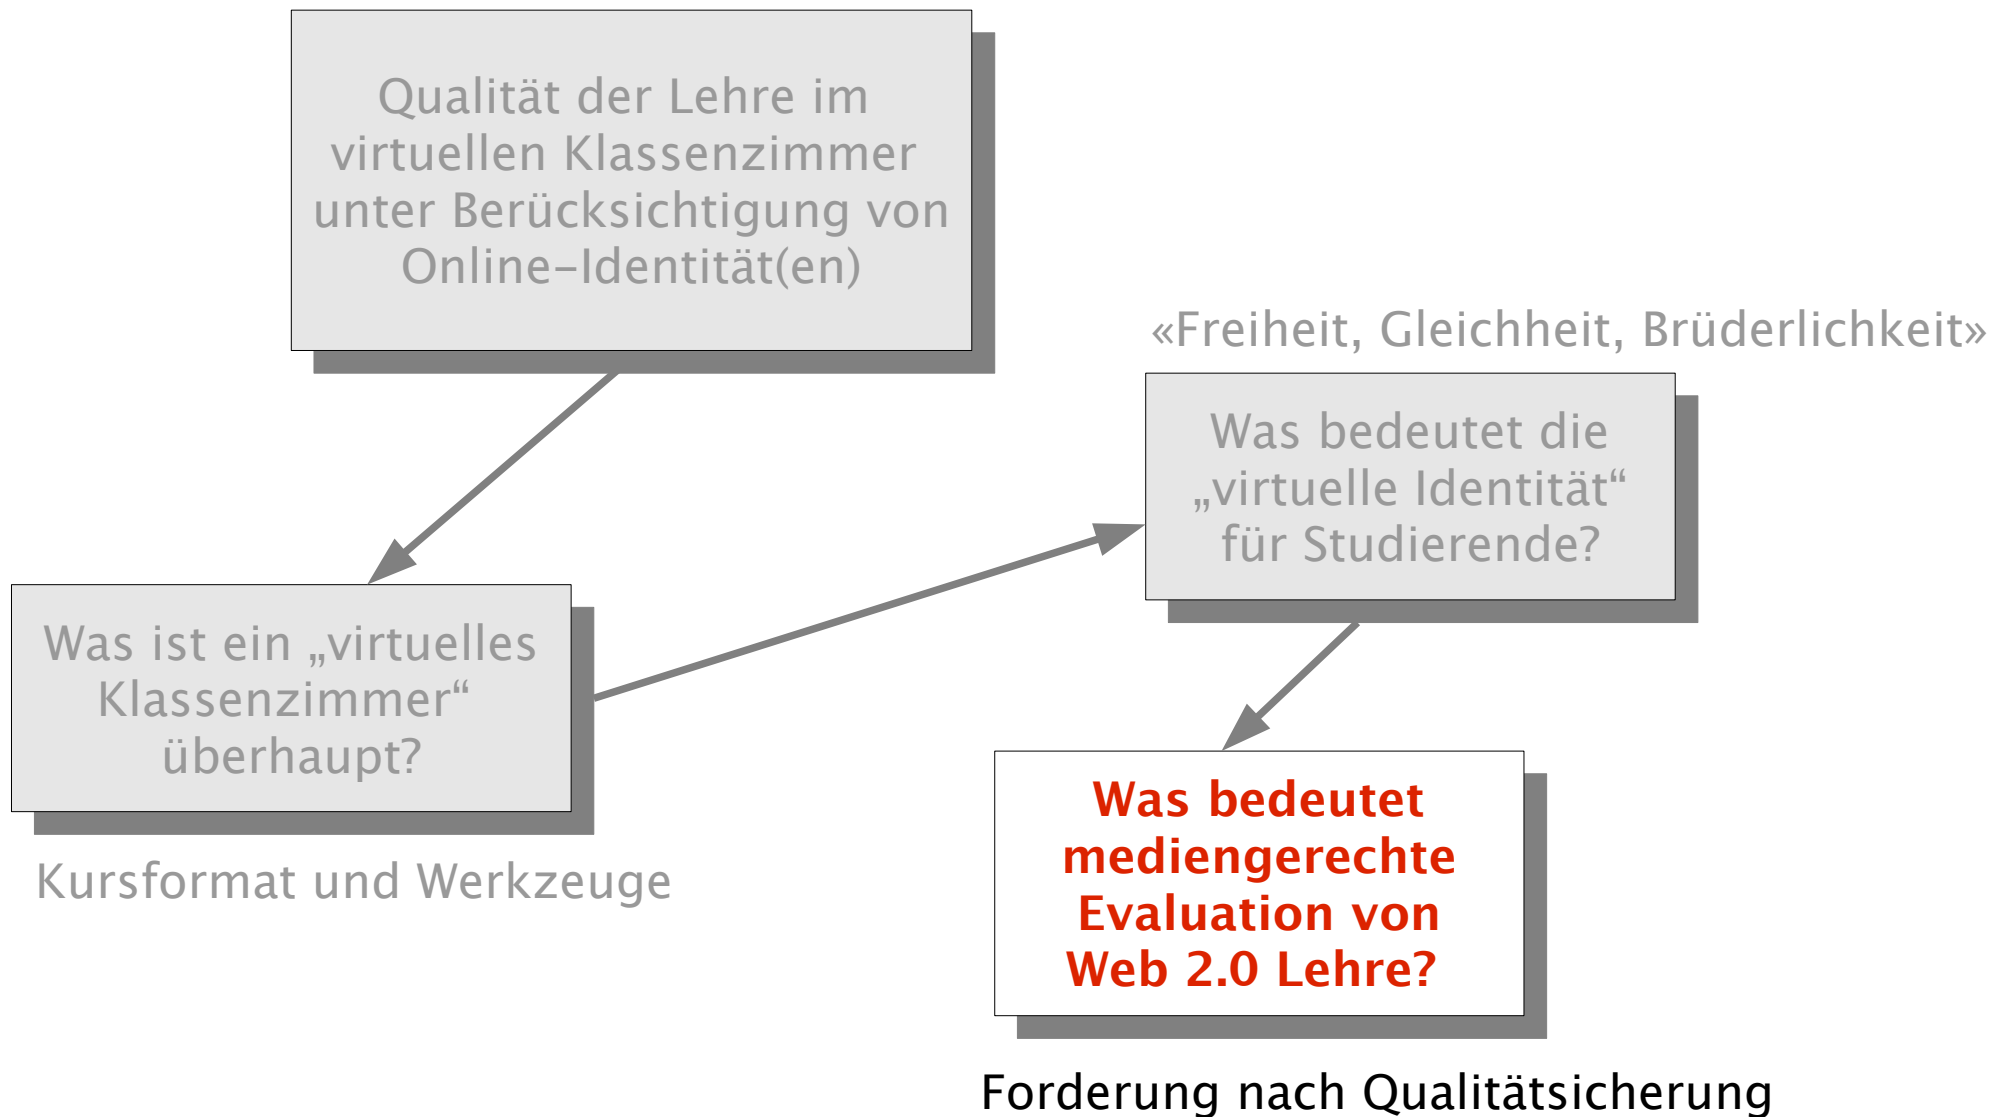 Qualität der Lehre im
virtuellen Klassenzimmer
unter Berücksichtigung von
Online-Identität(en)
«Freiheit, Gleichheit, Brüderlichkeit»
Was bedeutet die
„virtuelle Identität“
für Studierende?
Was ist ein „virtuelles
Klassenzimmer“
überhaupt?
Kursformat und Werkzeuge
Was bedeutet
mediengerechte
Evaluation von
Web 2.0 Lehre?
Forderung nach Qualitätsicherung